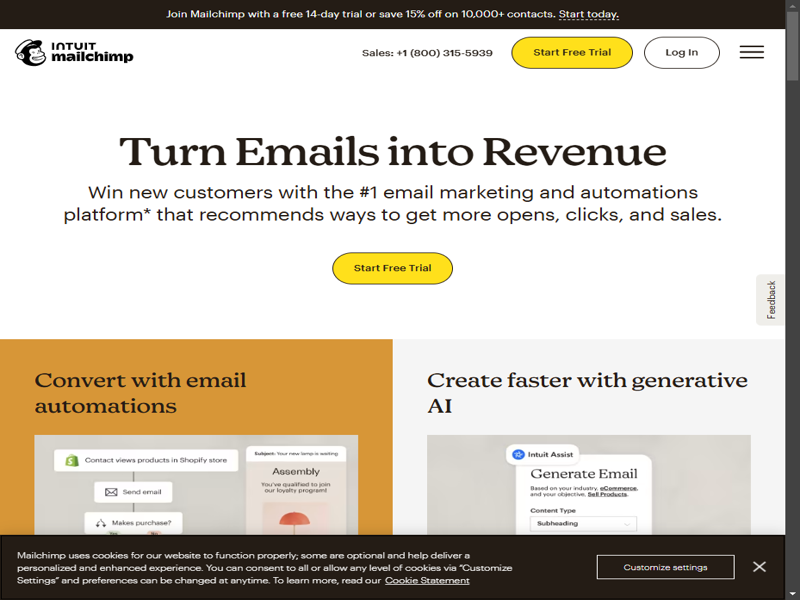 Join Mailchimp with a free 14-day trial or save 15% off on 10,000+ contacts. Start today.
INTUIT
mailchimp
Sales: +1 (800) 315-5939
Start Free Trial
Log In
Turn Emails into Revenue
Win new customers with the #1 email marketing and automations
platform* that recommends ways to get more opens, clicks, and sales.
Start Free Trial
Feedback
Convert with email
automations
Contact views products in Shopify store
Send email
Makes purchase?
Subject: Your new lamp is waiting
Assembly
You've qualified to join
our loyalty program!
Create faster with generative
AI
Intuit Assist
Generate Email
Based on your industry, eCommerce,
and your objective, Sell Products.
Content Type
Subheading
Mailchimp uses cookies for our website to function properly; some are optional and help deliver a
personalized and enhanced experience. You can consent to all or allow any level of cookies via “Customize
Settings” and preferences can be changed at anytime. To learn more, read our Cookie Statement
Customize settings